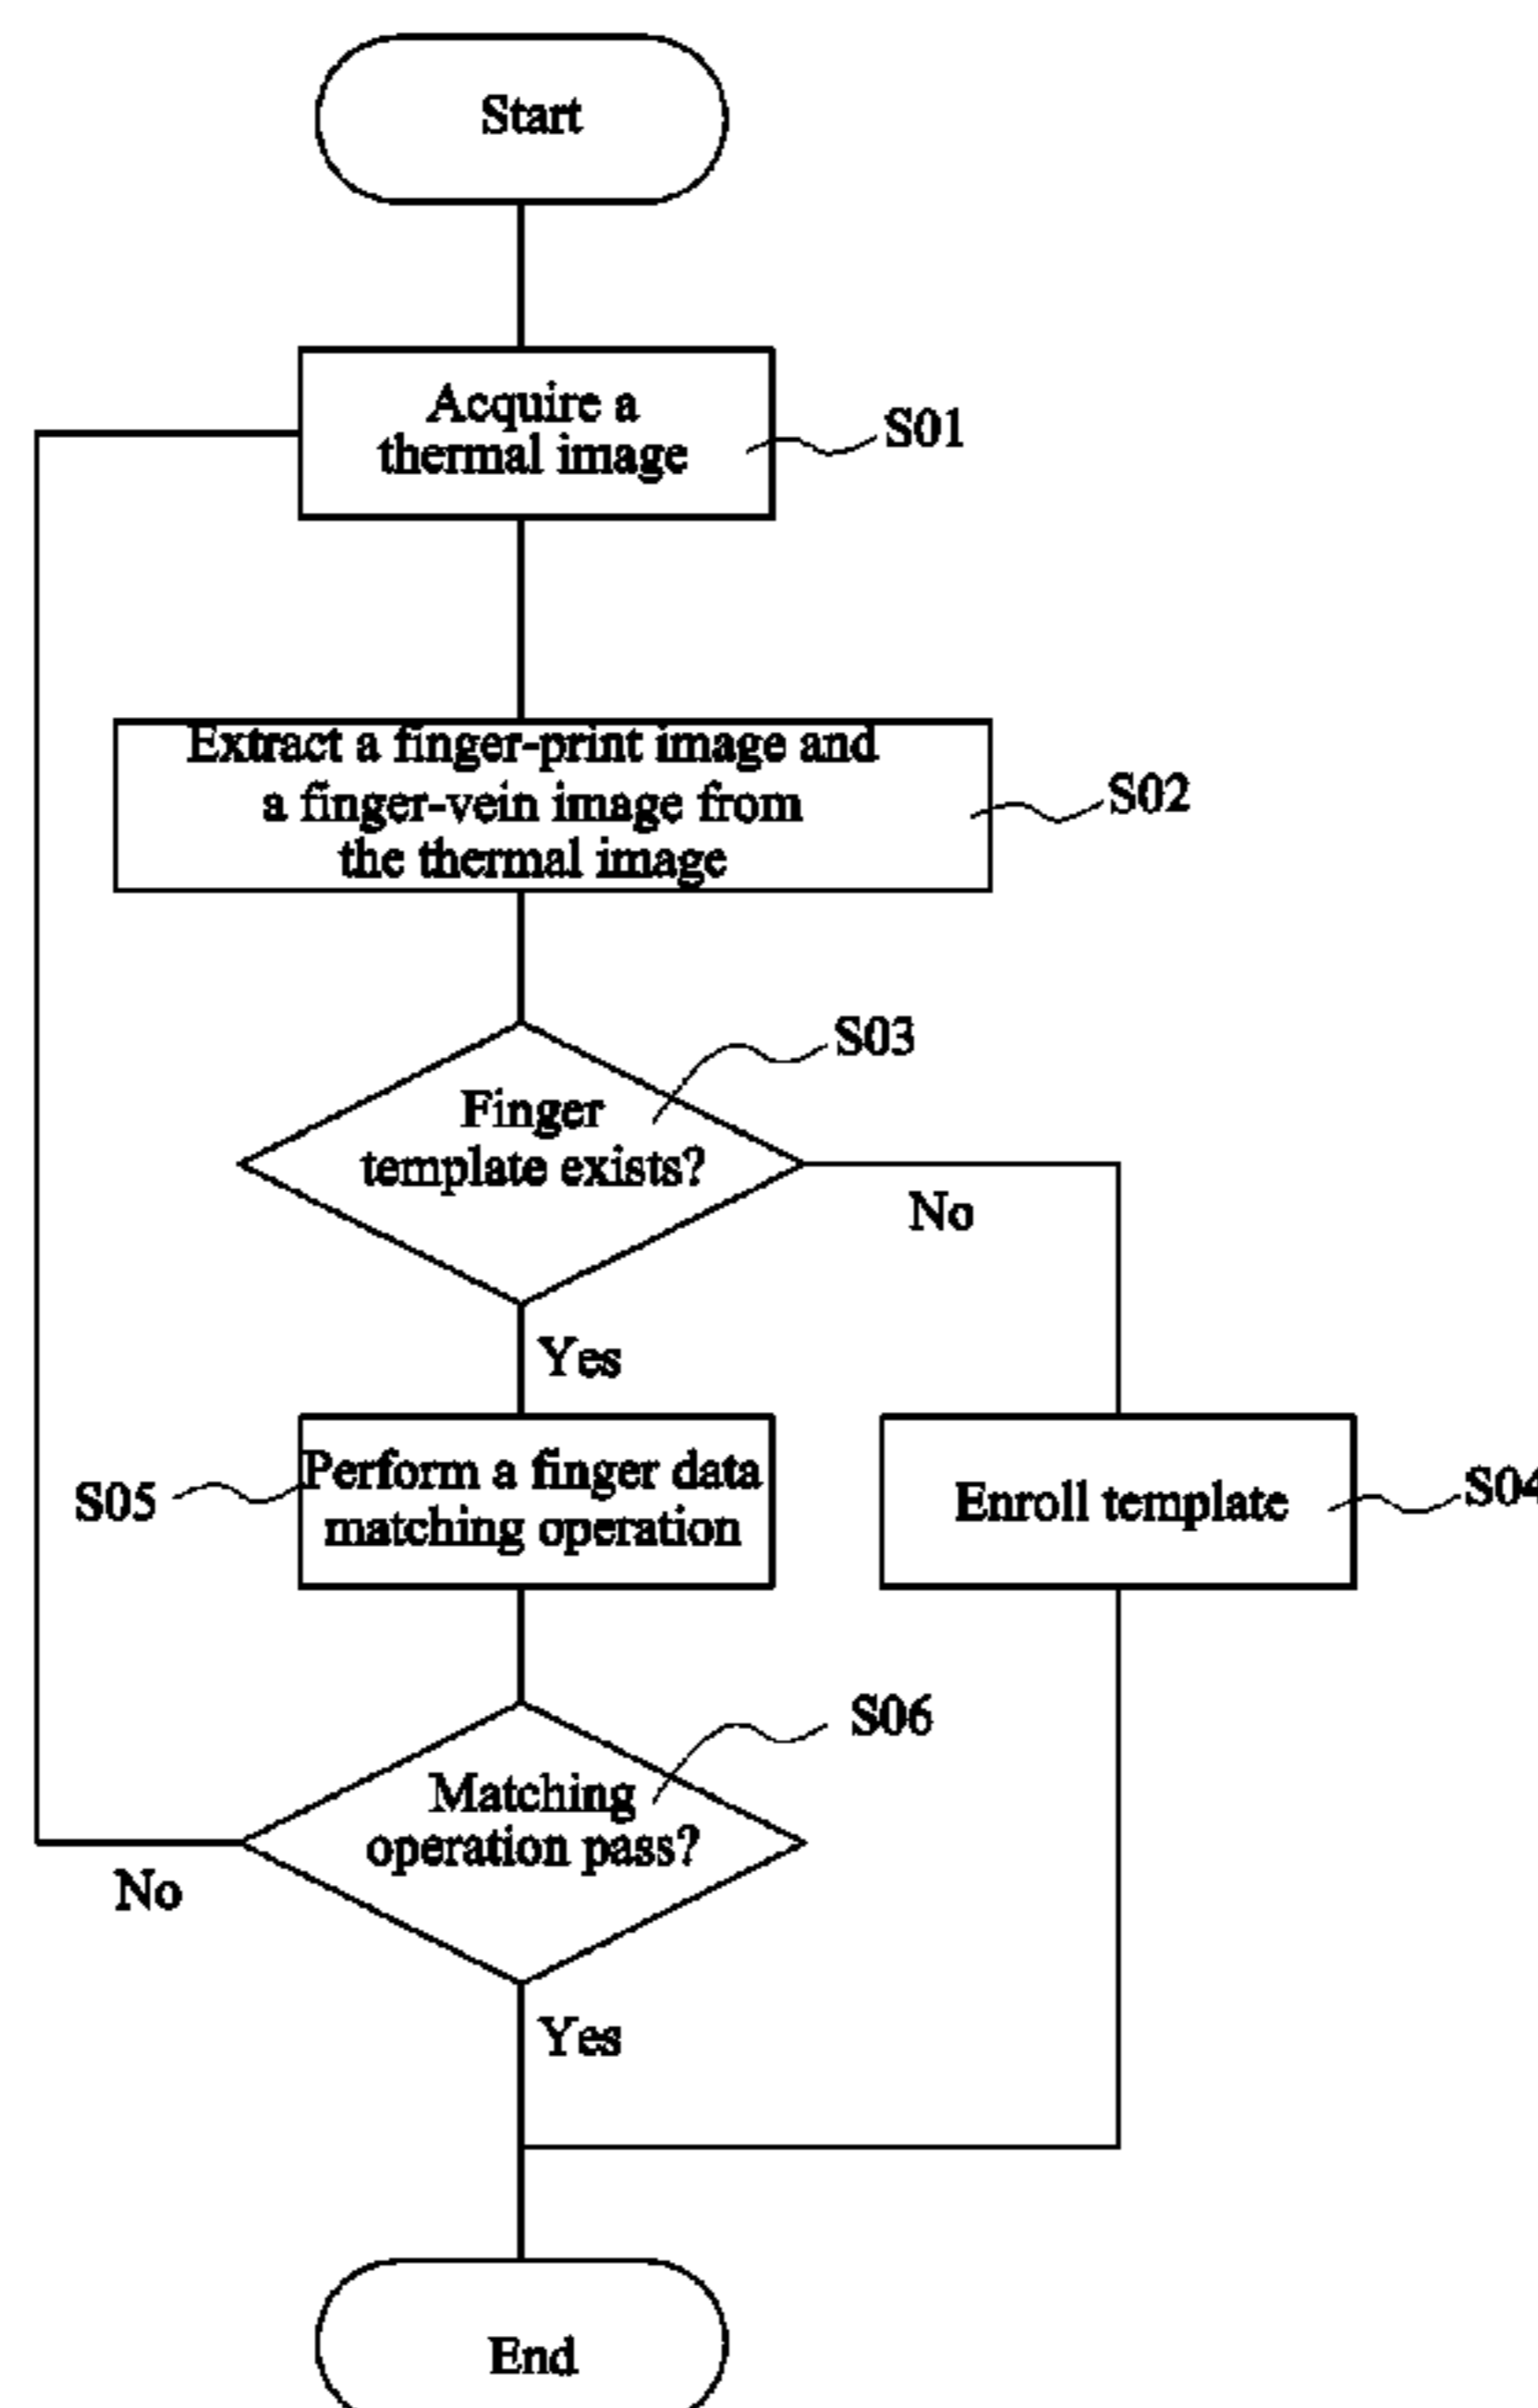 Start
Acquire a
thermal image
S01
Extract a finger-print image and
a finger-vein image from
the thermal image
S02
S03
Finger
template exists?
No
Yes
S05
Perform a finger data
matching operation
Enroll template
S04
S06
Matching
operation pass?
No
Yes
End